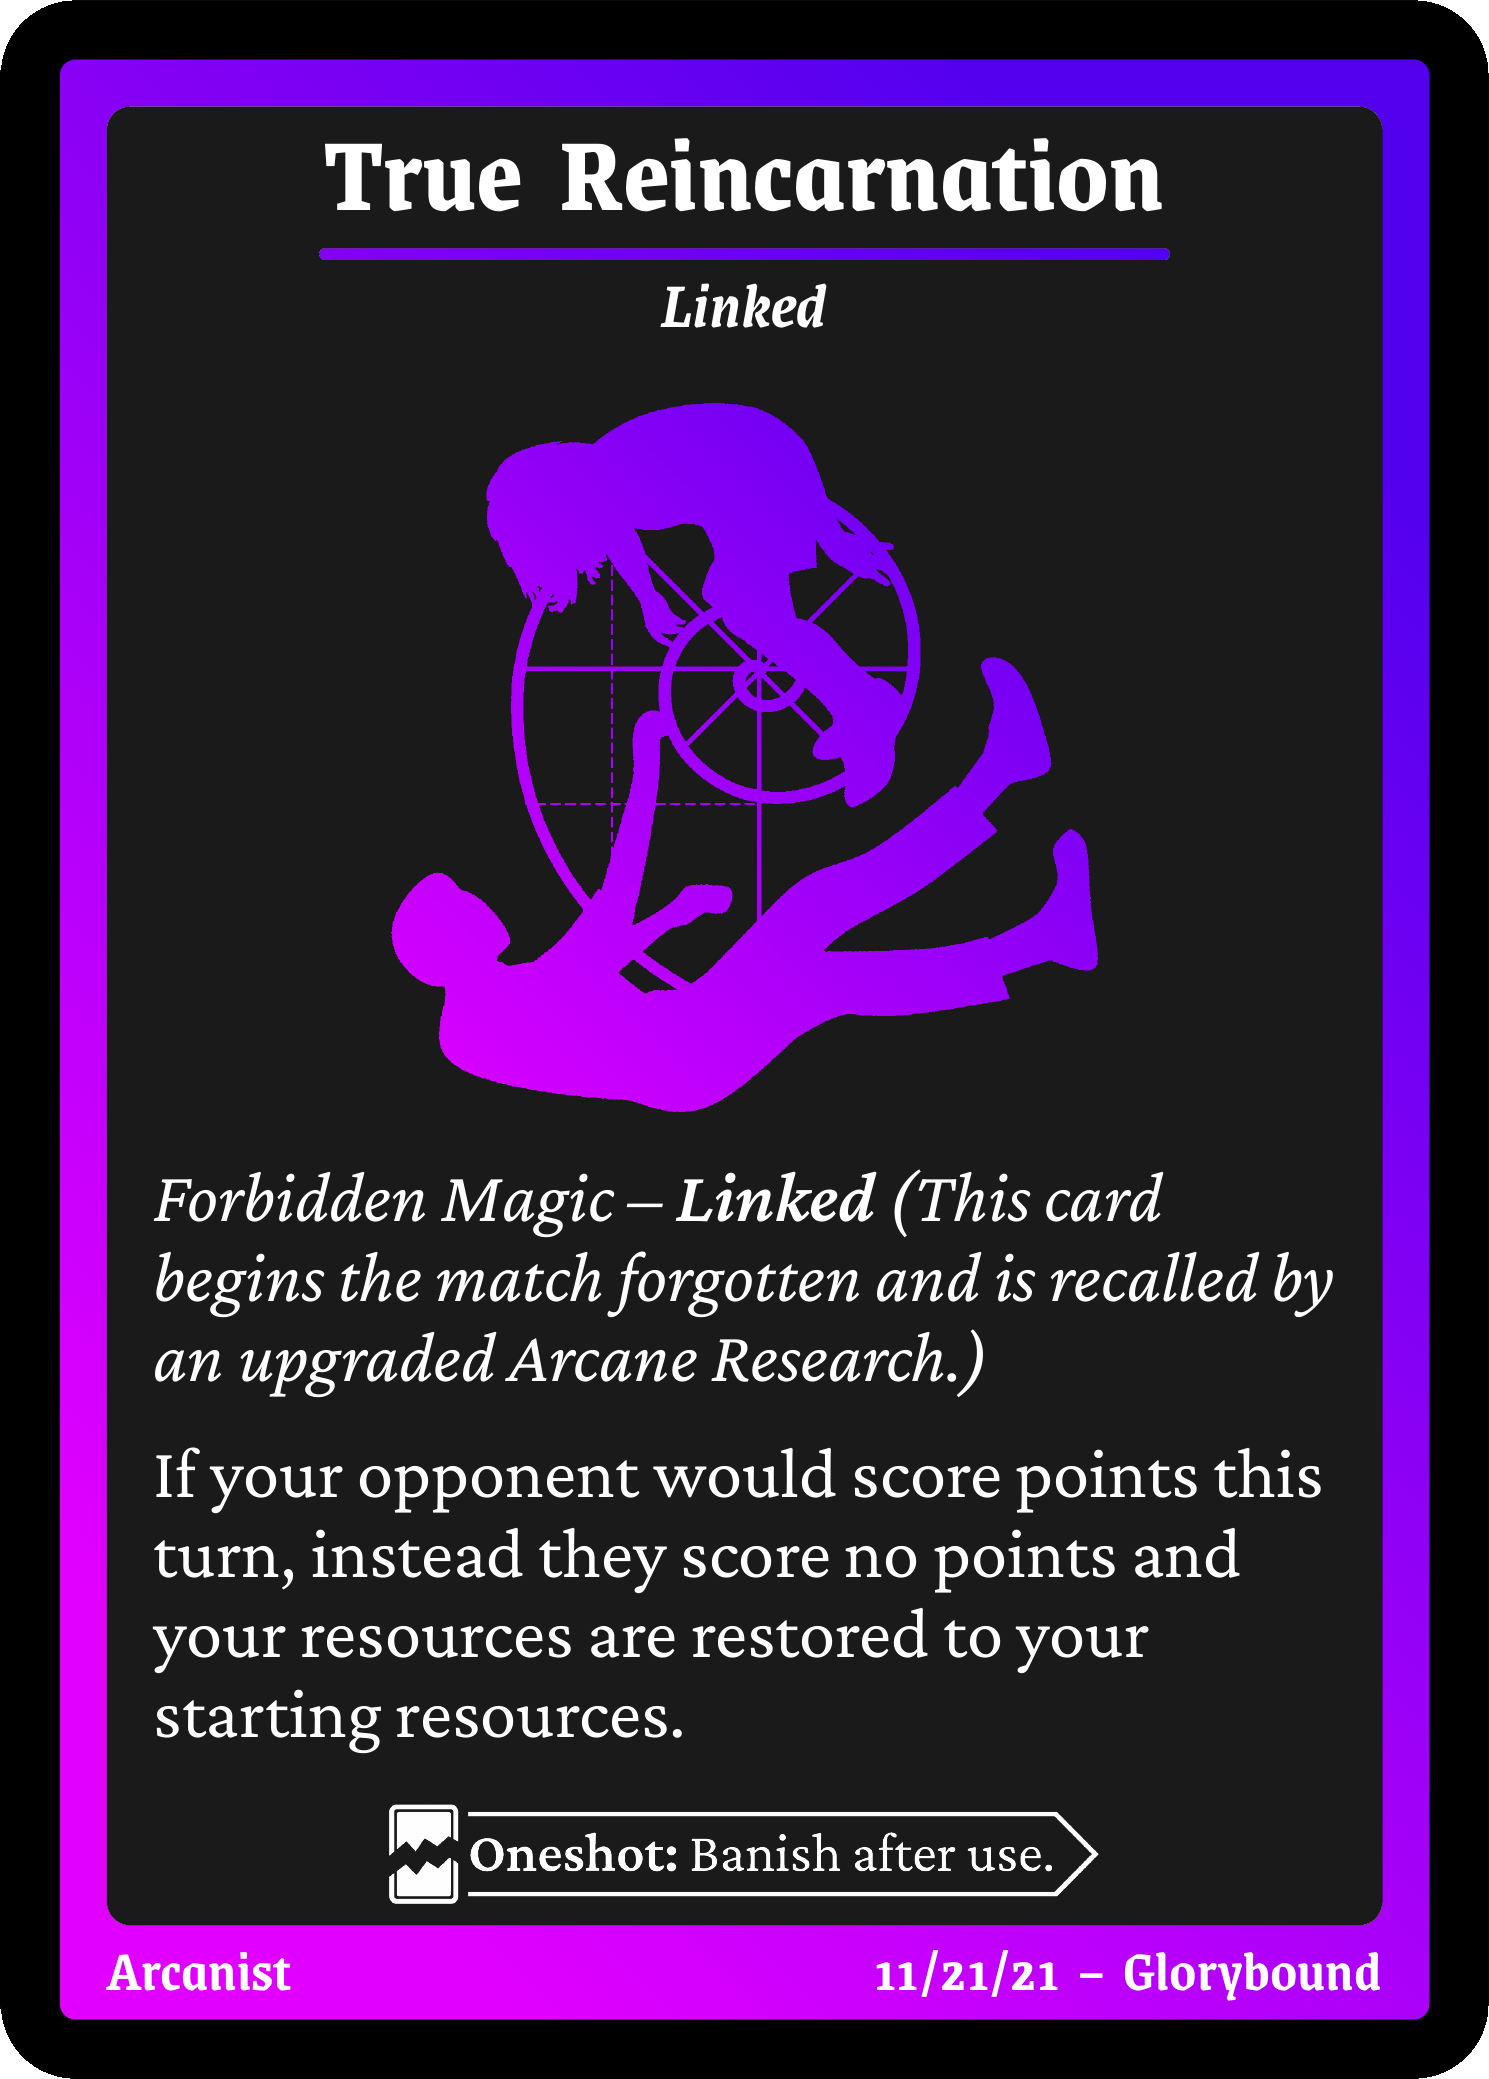 True Reincarnation
Linked
Forbidden Magic – Linked (This card
begins the match forgotten and is recalled by
an upgraded Arcane Research.)
If your opponent would score points this
turn, instead they score no points and
your resources are restored to your
starting resources.
Oneshot: Banish after use.
Arcanist
11/21/21 – Glorybound